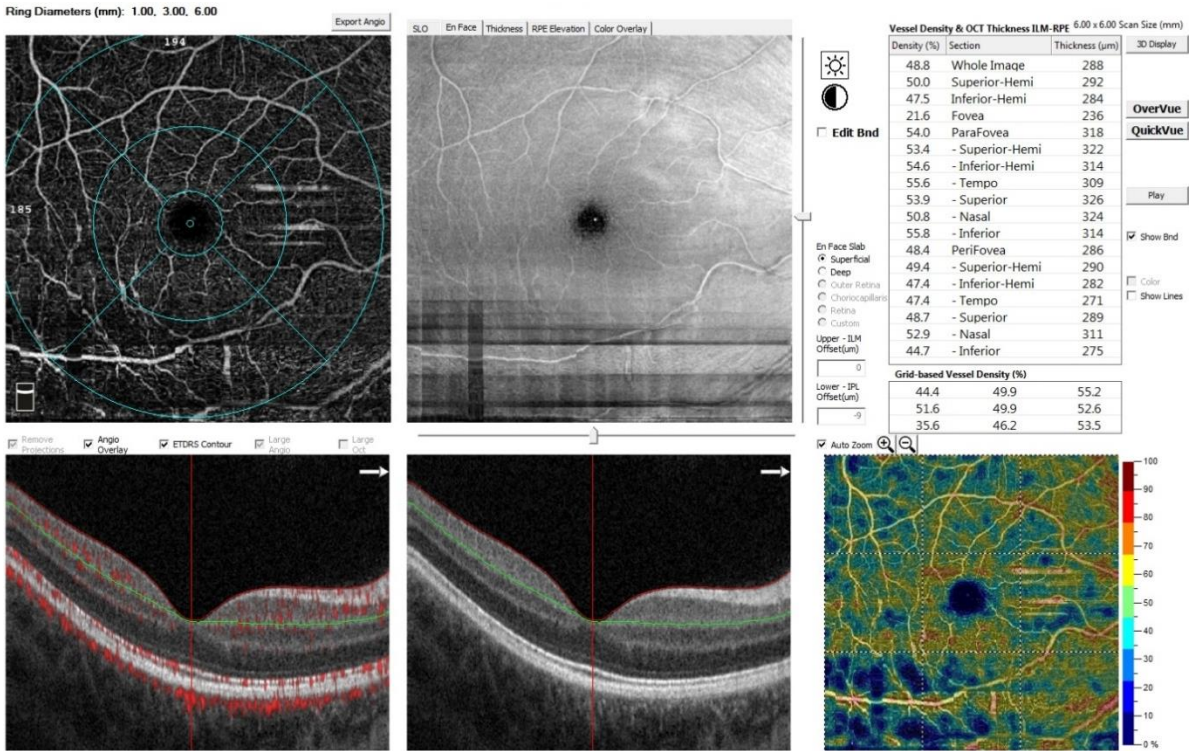 Ring Diameters (mm): 1.00, 3.00, 6.00
Export Angio
194
185
SLO En Face Thickness RPE Elevation Color Overlay
Edit Bnd
En Face Slab
Superficial
Deep
Outer Retina
Choriocapillaris
Retina
Custom
Upper - ILM
Offset(um)
0
Lower - IPL
Offset(um)
-9
Vessel Density & OCT Thickness ILM-RPE 6.00 x 6.00 Scan Size (mm)
Density (%) Section Thickness (µm)
48.8 Whole Image 288
50.0 Superior-Hemi 292
47.5 Inferior-Hemi 284
21.6 Fovea 236
54.0 ParaFovea 318
53.4 - Superior-Hemi 322
54.6 - Inferior-Hemi 314
55.6 - Tempo 309
53.9 - Superior 326
50.8 - Nasal 324
55.8 - Inferior 314
48.4 PeriFovea 286
49.4 - Superior-Hemi 290
47.4 - Inferior-Hemi 282
47.4 - Tempo 271
48.7 - Superior 289
52.9 - Nasal 311
44.7 - Inferior 275
Grid-based Vessel Density (%)
44.4 49.9 55.2
51.6 49.9 52.6
35.6 46.2 53.5
3D Display
OverVue
QuickVue
Play
Show Bnd
Color
Show Lines
Remove Projections
Angio Overlay
ETDRS Contour
Large Angio
Large Oct
Auto Zoom
100
90
80
70
60
50
40
30
20
10
0 %